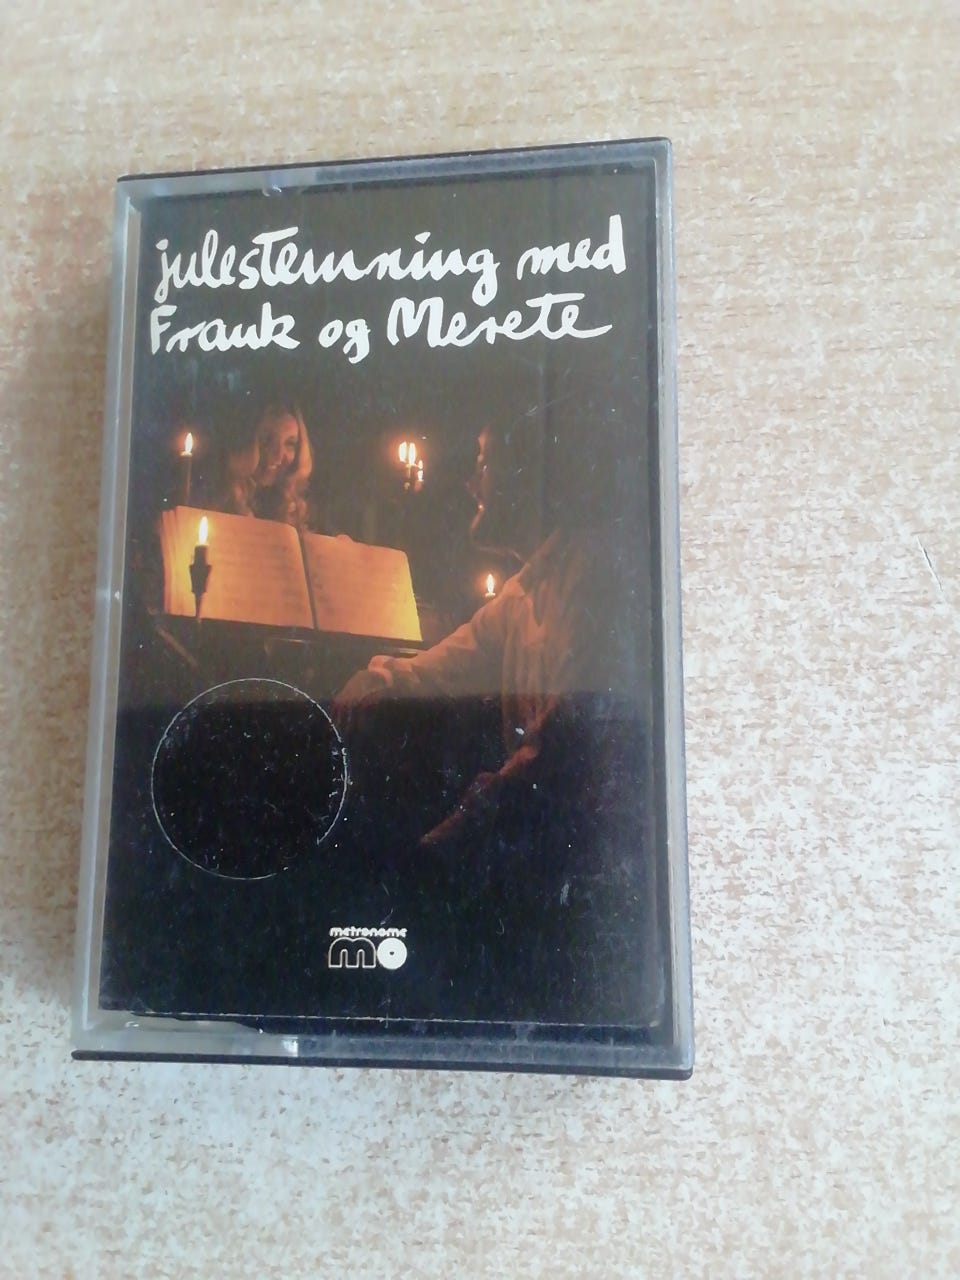 julestemning med
Frank og Merete
metronome
mo